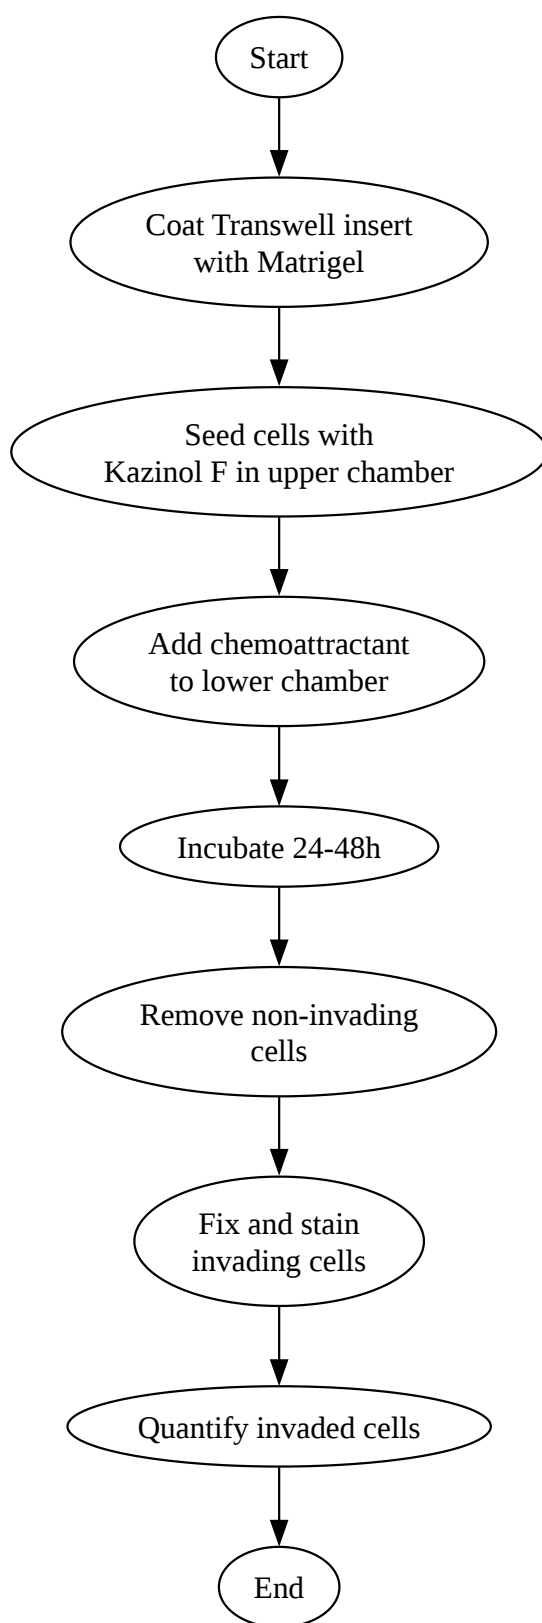 Start
Coat Transwell insert
with Matrigel
Seed cells with
Kazinol F in upper chamber
Add chemoattractant
to lower chamber
Incubate 24-48h
Remove non-invading
cells
Fix and stain
invading cells
Quantify invaded cells
End